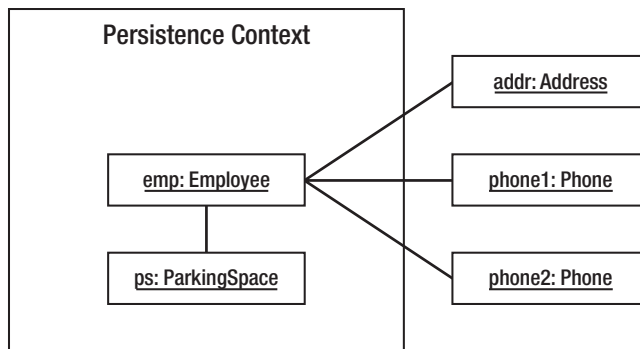 Persistence Context
addr: Address
emp: Employee
phone1: Phone
ps: ParkingSpace
phone2: Phone